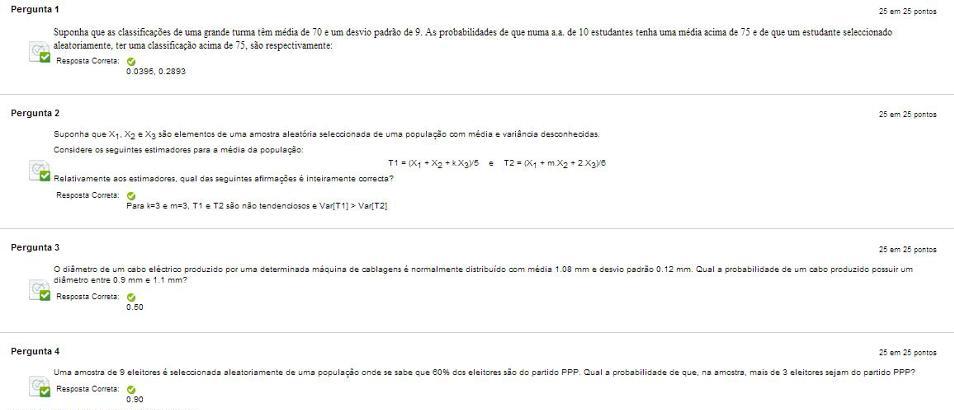 Pergunta 1
25 em 25 pontos
Suponha que as classificações de uma grande turma têm média de 70 e um desvio padrão de 9. As probabilidades de que numa a.a. de 10 estudantes tenha uma média acima de 75 e de que um estudante seleccionado
aleatoriamente, ter uma classificação acima de 75, são respectivamente:
Resposta Correta:
0.0395, 0.2893
Pergunta 2
25 em 25 pontos
Suponha que X1, X2 e X3 são elementos de uma amostra aleatória seleccionada de uma população com média e variância desconhecidas.
Considere os seguintes estimadores para a média da população:
T1 = (X1 + X2 + k.X3)/5 e T2 = (X1 + m.X2 + 2.X3)/6
Relativamente aos estimadores, qual das seguintes afirmações é inteiramente correcta?
Resposta Correta:
Para k=3 e m=3, T1 e T2 são não tendenciosos e Var[T1] > Var[T2]
Pergunta 3
25 em 25 pontos
O diâmetro de um cabo eléctrico produzido por uma determinada máquina de cablagens é normalmente distribuído com média 1.08 mm e desvio padrão 0.12 mm. Qual a probabilidade de um cabo produzido possuir um
diâmetro entre 0.9 mm e 1.1 mm?
Resposta Correta:
0.50
Pergunta 4
25 em 25 pontos
Uma amostra de 9 eleitores é seleccionada aleatoriamente de uma população onde se sabe que 60% dos eleitores são do partido PPP. Qual a probabilidade de que, na amostra, mais de 3 eleitores sejam do partido PPP?
Resposta Correta:
0.90